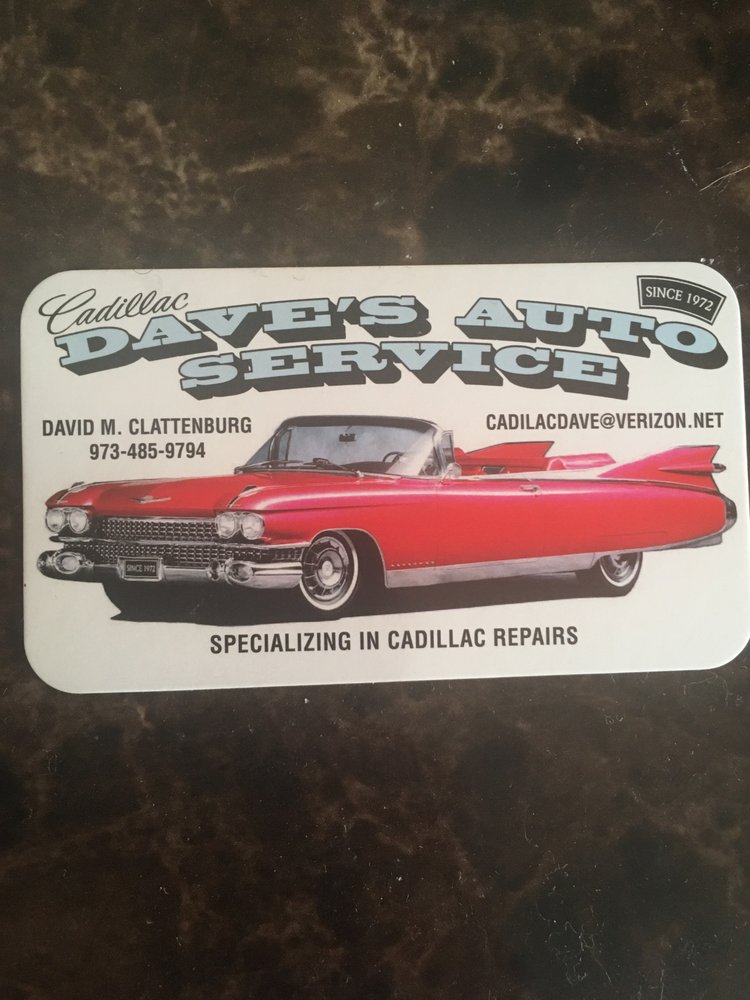 Cadillac
DAVE'S AUTO
SERVICE
SINCE 1972
DAVID M. CLATTENBURG
973-485-9794
CADILACDAVE@VERIZON.NET
SINCE 1972
SPECIALIZING IN CADILLAC REPAIRS